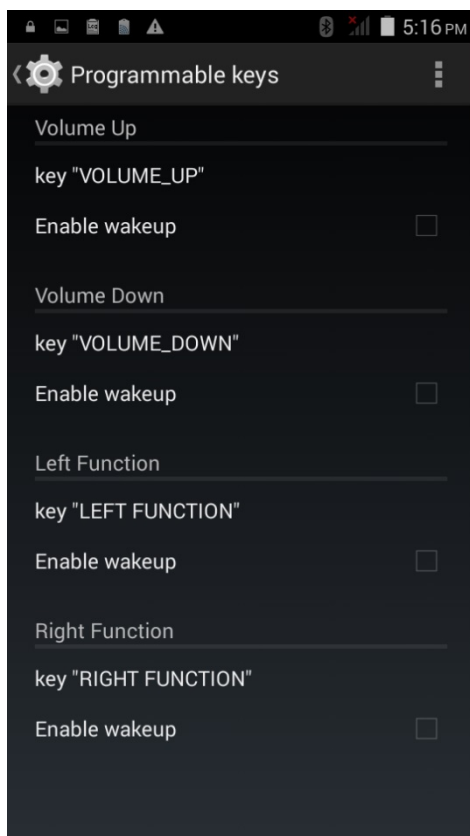 5:16 PM
Programmable keys
Volume Up
key "VOLUME_UP"
Enable wakeup
Volume Down
key "VOLUME_DOWN"
Enable wakeup
Left Function
key "LEFT FUNCTION"
Enable wakeup
Right Function
key "RIGHT FUNCTION"
Enable wakeup